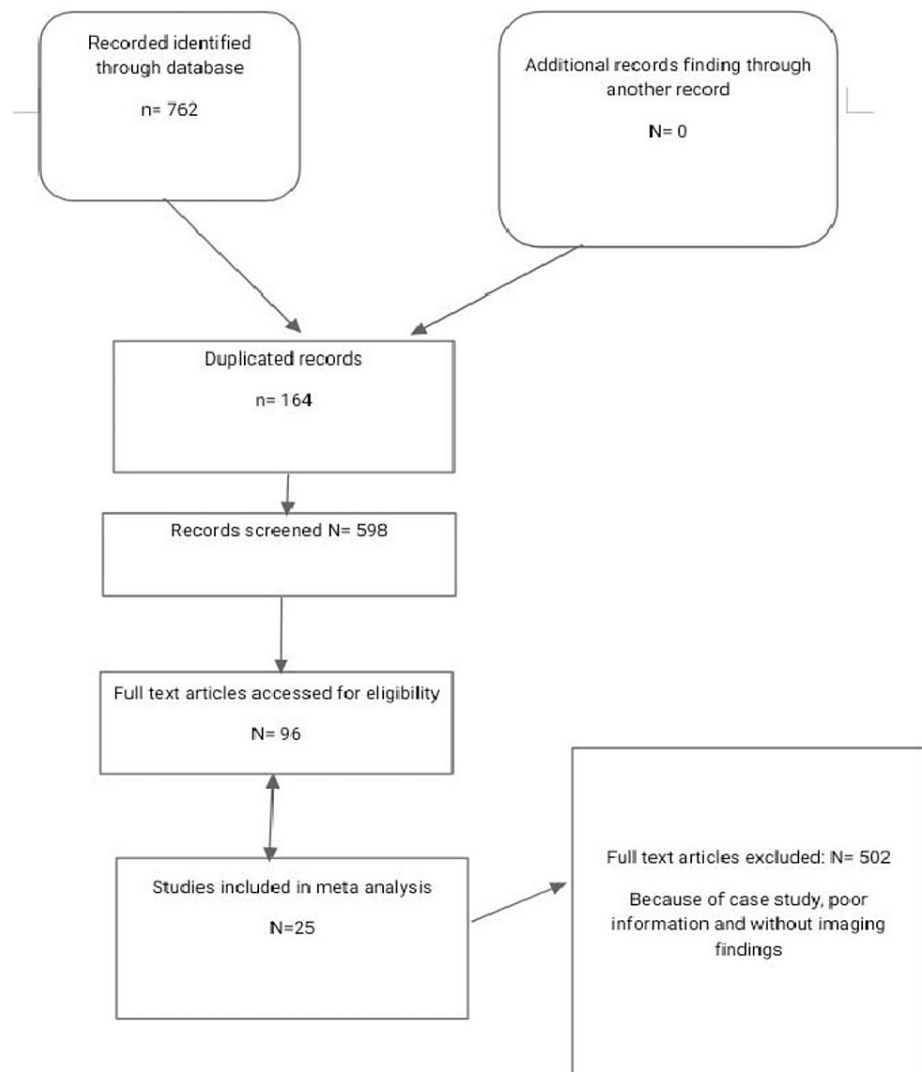 Recorded identified
through database
n= 762
Additional records finding through
another record
N= 0
Duplicated records
n= 164
Records screened N= 598
Full text articles accessed for eligibility
N= 96
Studies included in meta analysis
N=25
Full text articles excluded: N= 502
Because of case study, poor
information and without imaging
findings